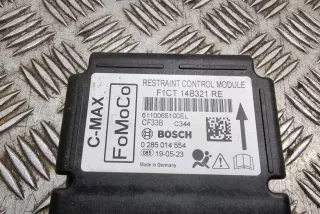 C-MAX
FoMoCo
RESTRAINT CONTROL MODULE
F1CT 14B321 RE
6110065100EL
CF33B C344
BOSCH
0 285 014 554
19-05-23
Made in Germany